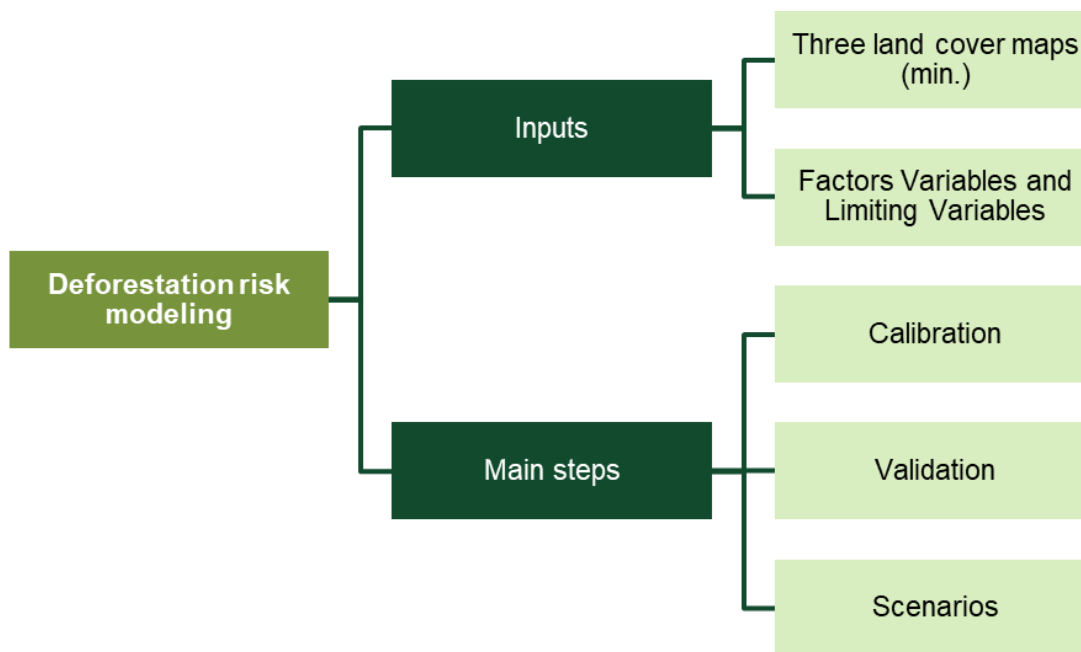 Deforestation risk
modeling
Inputs
Three land cover maps
(min.)
Factors Variables and
Limiting Variables
Main steps
Calibration
Validation
Scenarios